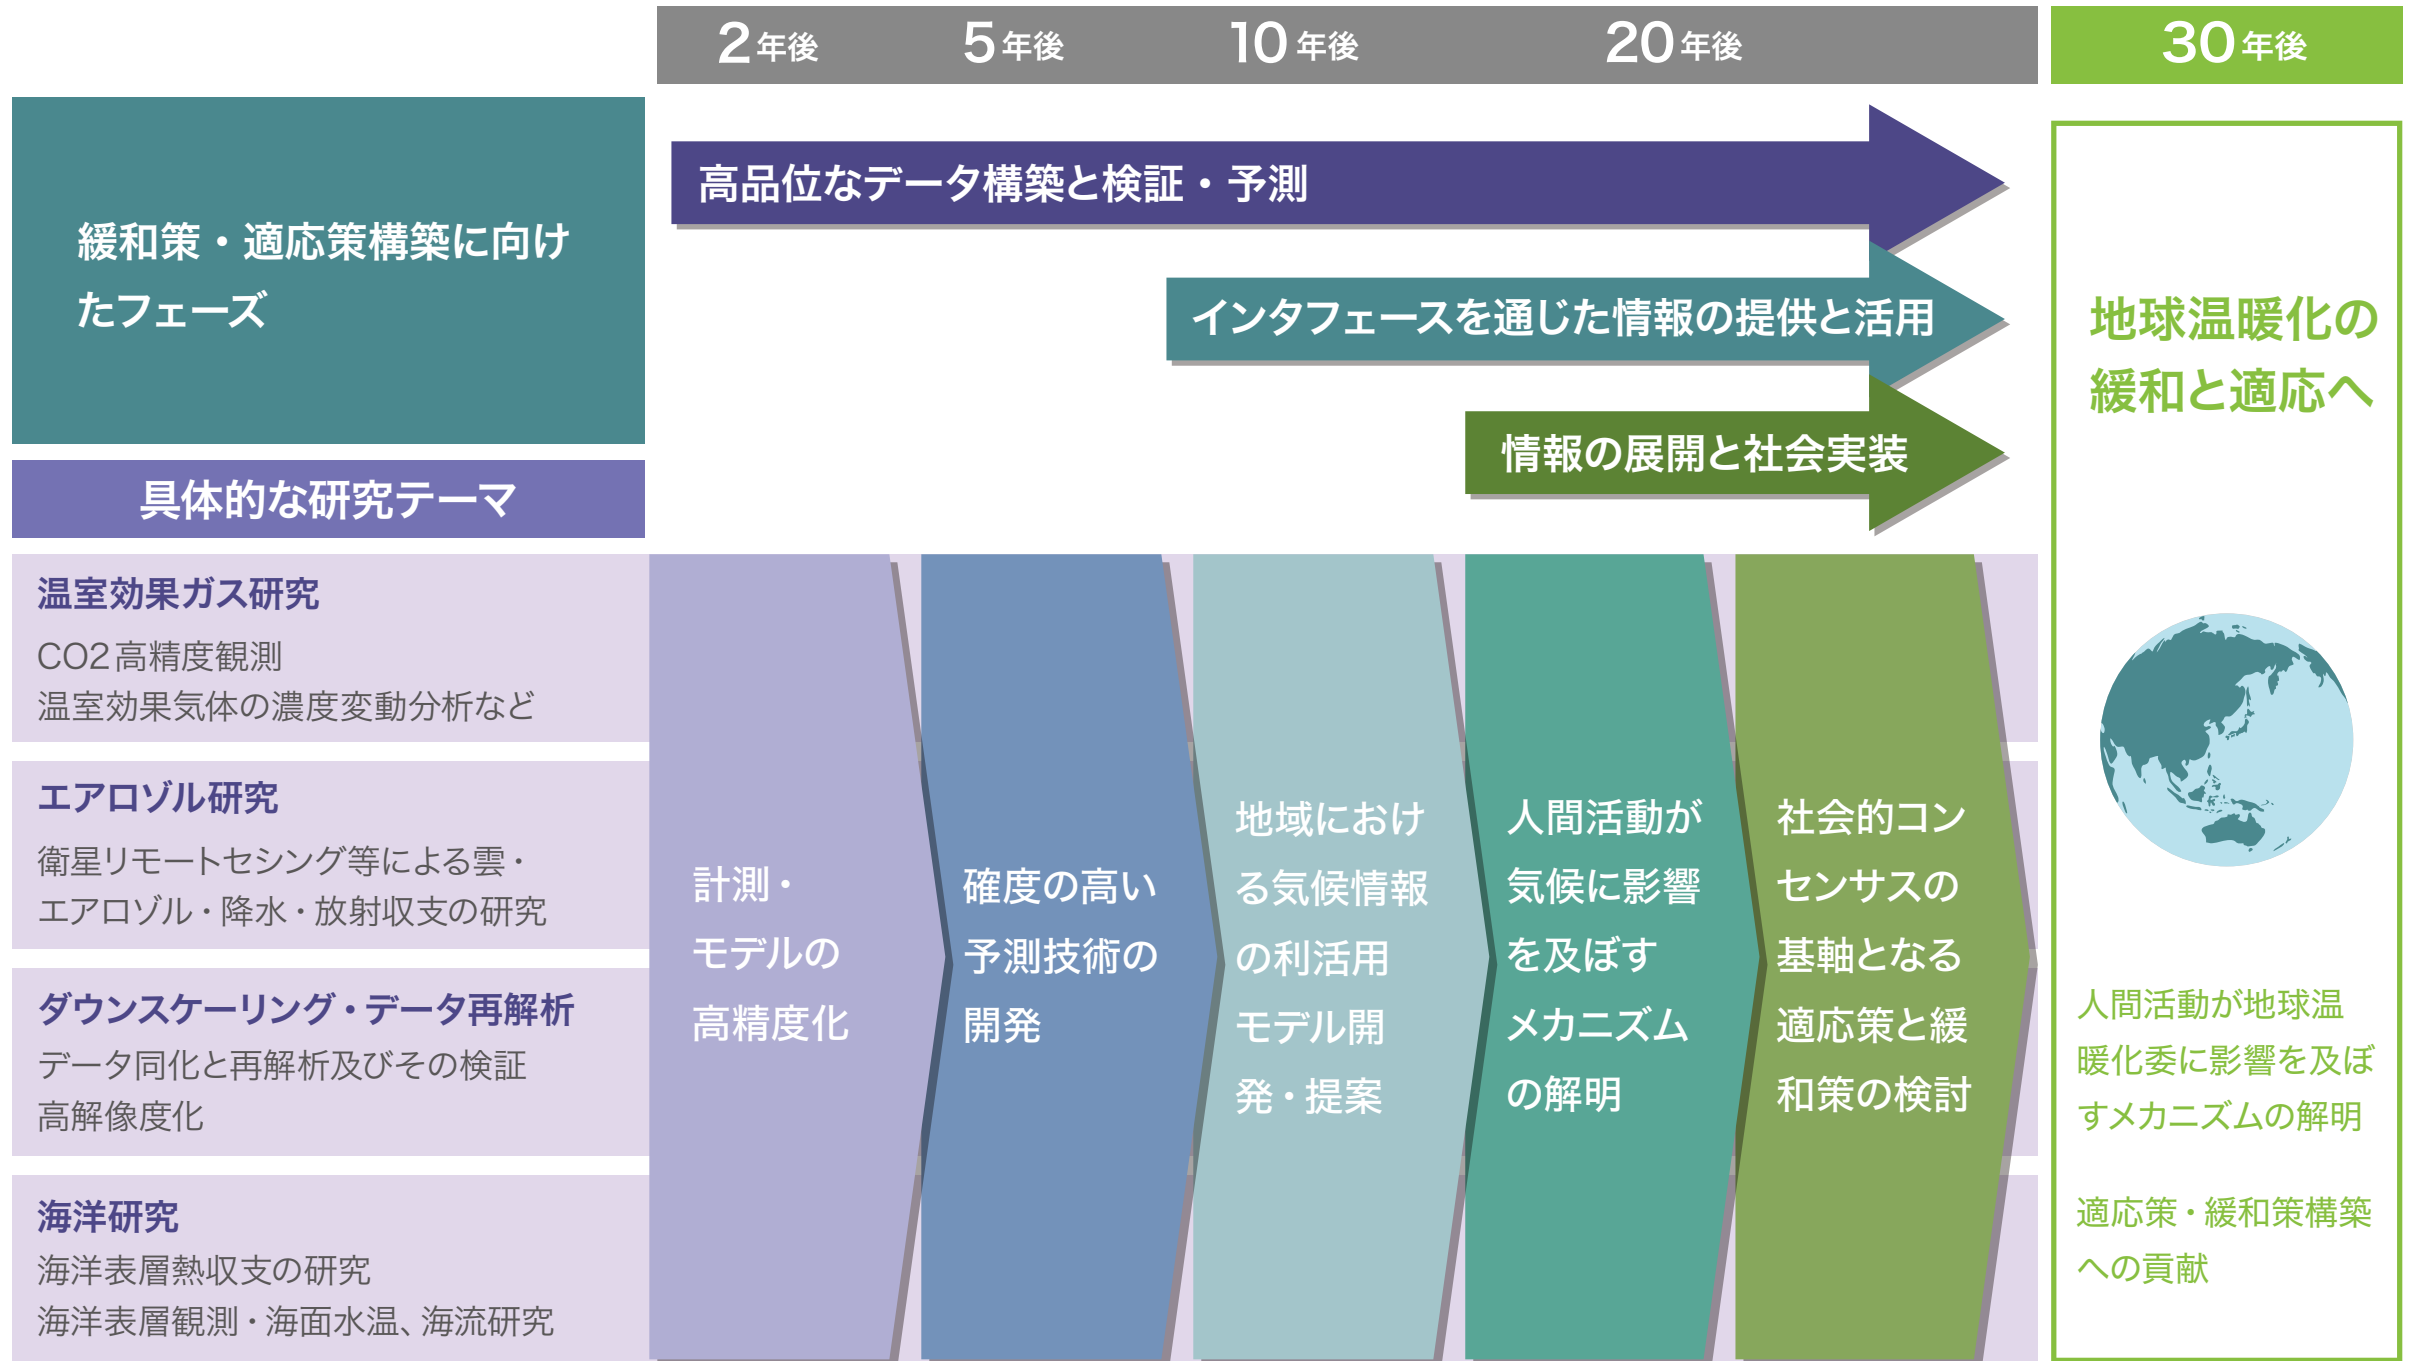 2年後
5年後
10年後
20年後
30年後
緩和策・適応策構築に向け
たフェーズ
高品位なデータ構築と検証・予測
インタフェースを通じた情報の提供と活用
情報の展開と社会実装
具体的な研究テーマ
温室効果ガス研究
CO2高精度観測
温室効果気体の濃度変動分析など
エアロゾル研究
衛星リモートセシング等による雲・
エアロゾル・降水・放射収支の研究
ダウンスケーリング・データ再解析
データ同化と再解析及びその検証
高解像度化
海洋研究
海洋表層熱収支の研究
海洋表層観測・海面水温、海流研究
計測・
モデルの
高精度化
確度の高い
予測技術の
開発
地域におけ
る気候情報
の利活用
モデル開
発・提案
人間活動が
気候に影響
を及ぼす
メカニズム
の解明
社会的コン
センサスの
基軸となる
適応策と緩
和策の検討
地球温暖化の
緩和と適応へ
人間活動が地球温
暖化委に影響を及ぼ
すメカニズムの解明
適応策・緩和策構築
への貢献